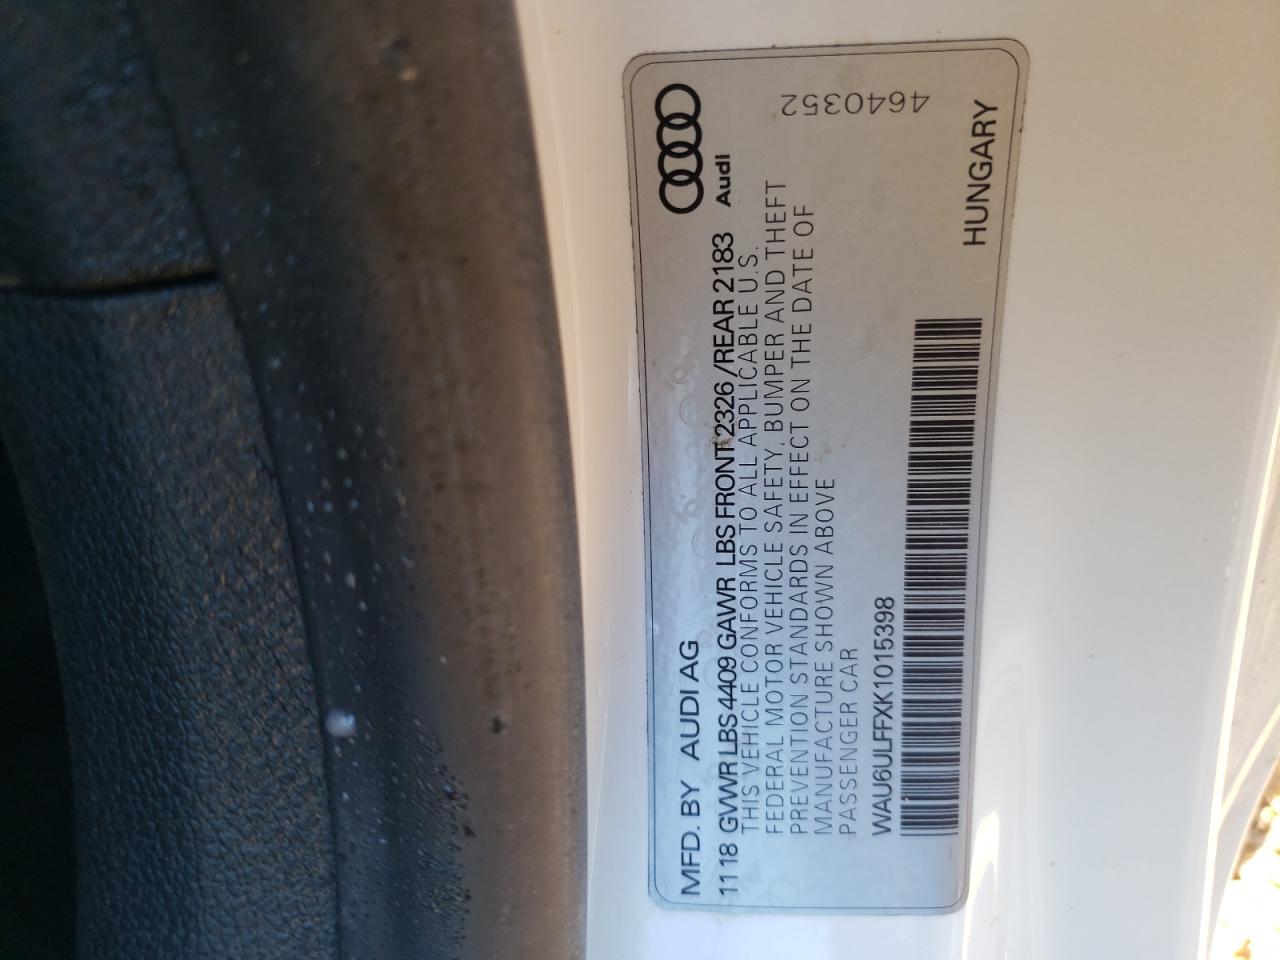 MFD. BY AUDI AG
Audi
11 18 GVWR LBS 4409 GAWR LBS FRONT 2326 /REAR 2183
THIS VEHICLE CONFORMS TO ALL APPLICABLE U.S.
FEDERAL MOTOR VEHICLE SAFETY, BUMPER AND THEFT
PREVENTION STANDARDS IN EFFECT ON THE DATE OF
MANUFACTURE SHOWN ABOVE
PASSENGER CAR
4640352
WAU6ULFFXK1015398
HUNGARY